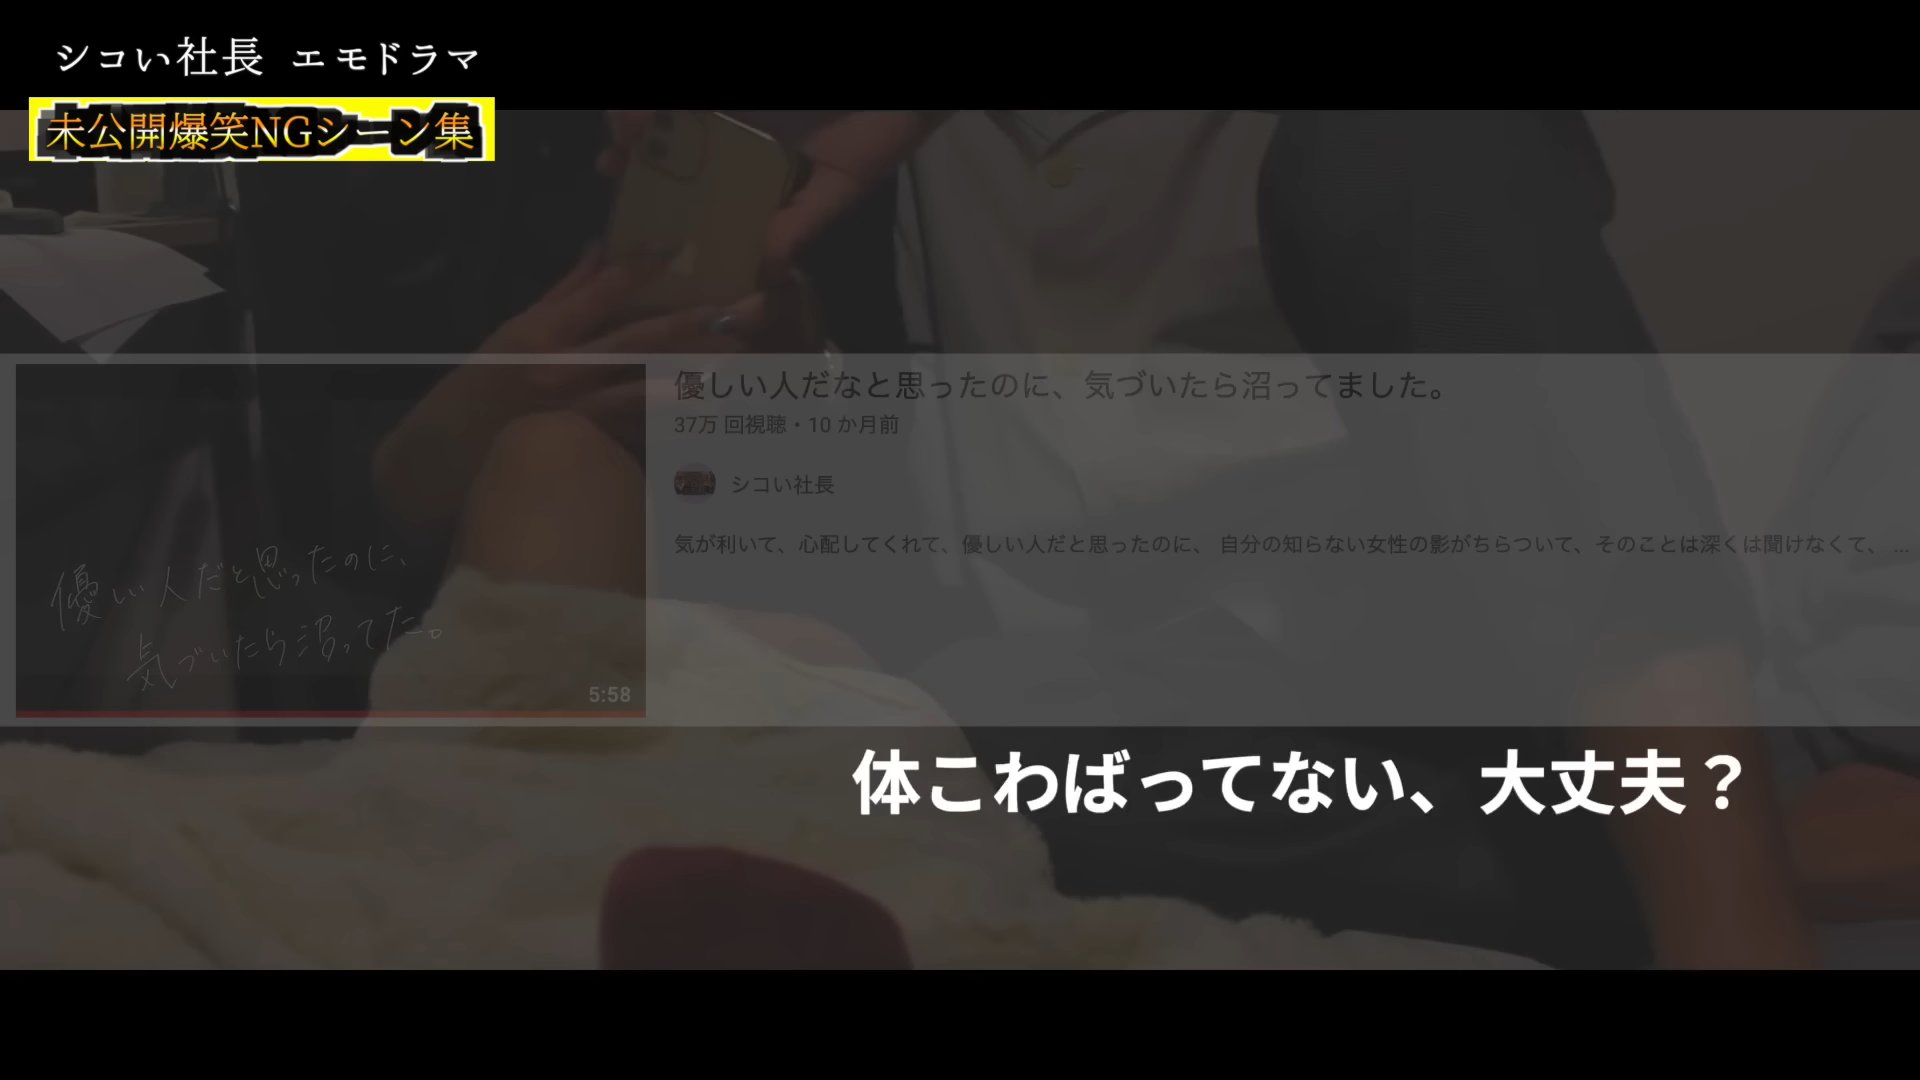 シコい社長 エモドラマ
未公開爆笑NGシーン集
優しい人だなと思ったのに、気づいたら沼ってました。
37万 回視聴・10 か月前
シコい社長
気が利いて、心配してくれて、優しい人だと思ったのに、 自分の知らない女性の影がちらついて、そのことは深くは聞けなくて、 ...
優しい人だと思ったのに、
気づいたら沼ってた。
5:58
体こわばってない、大丈夫？